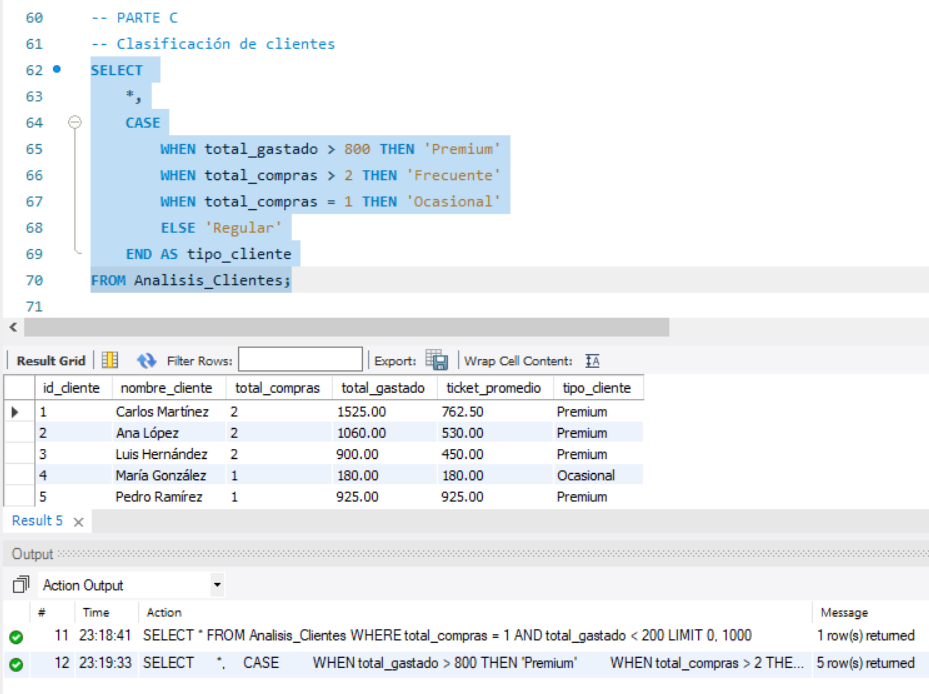 60 -- PARTE C
61 -- Clasificación de clientes
62 SELECT
63 *,
64 CASE
65 WHEN total_gastado > 800 THEN 'Premium'
66 WHEN total_compras > 2 THEN 'Frecuente'
67 WHEN total_compras = 1 THEN 'Ocasional'
68 ELSE 'Regular'
69 END AS tipo_cliente
70 FROM Analisis_Clientes;
71
Result Grid Filter Rows: Export: Wrap Cell Content: IA
id_cliente nombre_cliente total_compras total_gastado ticket_promedio tipo_cliente
1 Carlos Martínez 2 1525.00 762.50 Premium
2 Ana López 2 1060.00 530.00 Premium
3 Luis Hernández 2 900.00 450.00 Premium
4 María González 1 180.00 180.00 Ocasional
5 Pedro Ramírez 1 925.00 925.00 Premium
Result 5 ×
Output
Action Output
# Time Action Message
11 23:18:41 SELECT * FROM Analisis_Clientes WHERE total_compras = 1 AND total_gastado < 200 LIMIT 0, 1000 1 row(s) returned
12 23:19:33 SELECT *, CASE WHEN total_gastado > 800 THEN 'Premium' WHEN total_compras > 2 THE... 5 row(s) returned